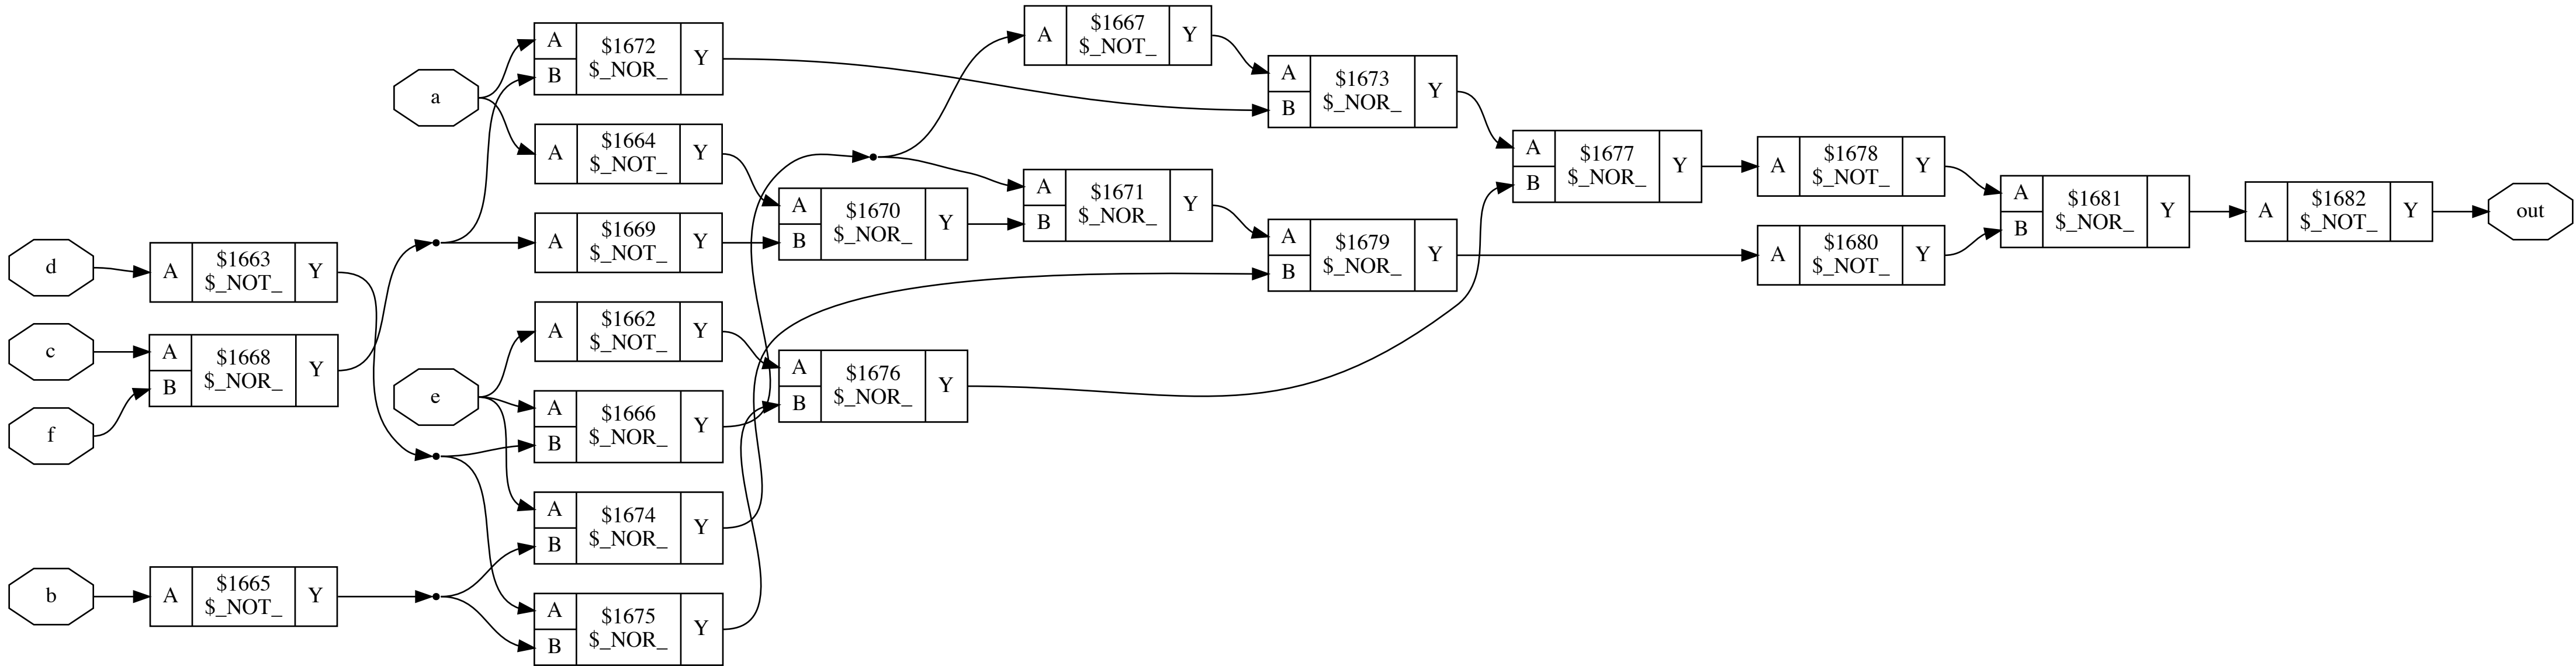 a
d
c
f
b
e
A
$1663
$_NOT_
Y
A
B
$1668
$_NOR_
Y
A
$1665
$_NOT_
Y
A
B
$1672
$_NOR_
Y
A
$1664
$_NOT_
Y
A
$1669
$_NOT_
Y
A
$1662
$_NOT_
Y
A
B
$1666
$_NOR_
Y
A
B
$1674
$_NOR_
Y
A
B
$1675
$_NOR_
Y
A
B
$1670
$_NOR_
Y
A
B
$1676
$_NOR_
Y
A
$1667
$_NOT_
Y
A
B
$1671
$_NOR_
Y
A
B
$1673
$_NOR_
Y
A
B
$1679
$_NOR_
Y
A
B
$1677
$_NOR_
Y
A
$1678
$_NOT_
Y
A
$1680
$_NOT_
Y
A
B
$1681
$_NOR_
Y
A
$1682
$_NOT_
Y
out